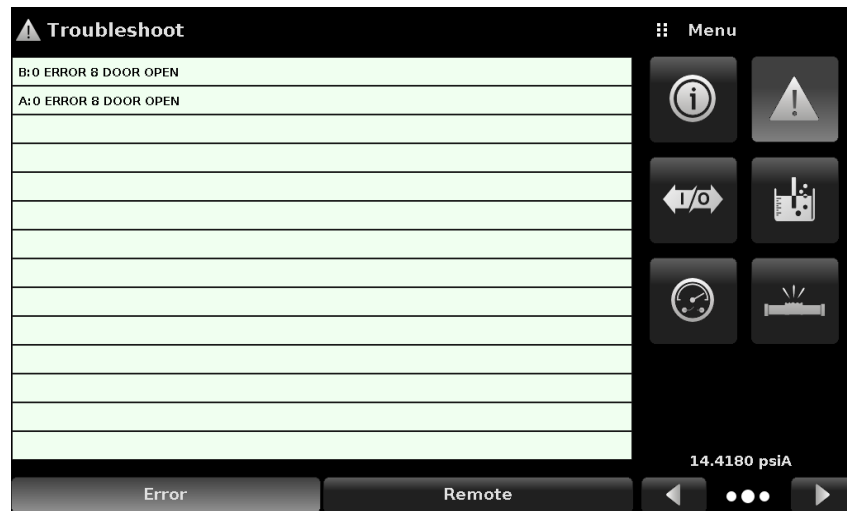 Troubleshoot
Menu
B:0 ERROR 8 DOOR OPEN
A:0 ERROR 8 DOOR OPEN
I/O
14.4180 psiA
Error
Remote